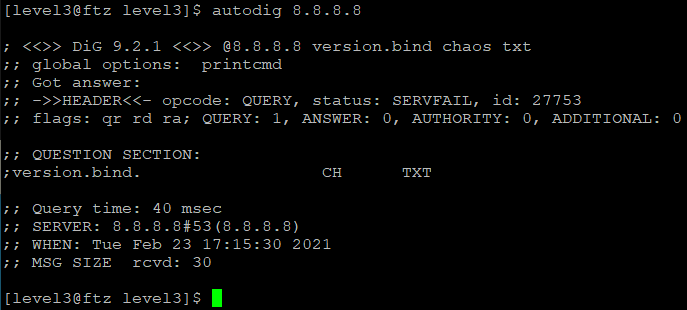 [level3@ftz level3]$ autodig 8.8.8.8
; <<>> DiG 9.2.1 <<>> @8.8.8.8 version.bind chaos txt
;; global options:  printcmd
;; Got answer:
;; ->>HEADER<<- opcode: QUERY, status: SERVFAIL, id: 27753
;; flags: qr rd ra; QUERY: 1, ANSWER: 0, AUTHORITY: 0, ADDITIONAL: 0
;; QUESTION SECTION:
;version.bind.                  CH      TXT
;; Query time: 40 msec
;; SERVER: 8.8.8.8#53(8.8.8.8)
;; WHEN: Tue Feb 23 17:15:30 2021
;; MSG SIZE  rcvd: 30
[level3@ftz level3]$